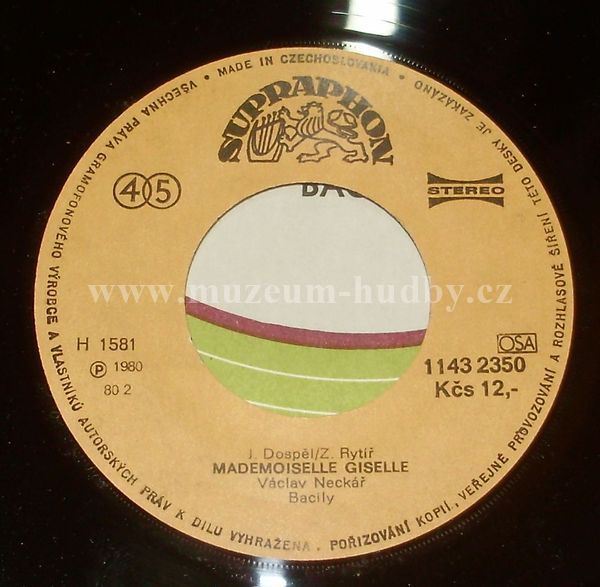 VŠECHNA PRÁVA GRAMOFONOVÉHO VÝROBCE A VLASTNÍKŮ AUTORSKÝCH PRÁV K DÍLU VYHRAŽENA. POŘIZOVÁNÍ KOPIÍ, VEŘEJNÉ PROVOZOVÁNÍ A ROZHLASOVÉ ŠÍŘENÍ TÉTO DESKY JE ZAKÁZÁNO • MADE IN CZECHOSLOVAKIA •
SUPRAPHON
45
STEREO
www.muzeum-hudby.cz
H 1581
Ⓟ 1980
80 2
OSA
1143 2350
Kčs 12,-
J. Dospěl/Z. Rytíř
MADEMOISELLE GISELLE
Václav Neckář
Bacily